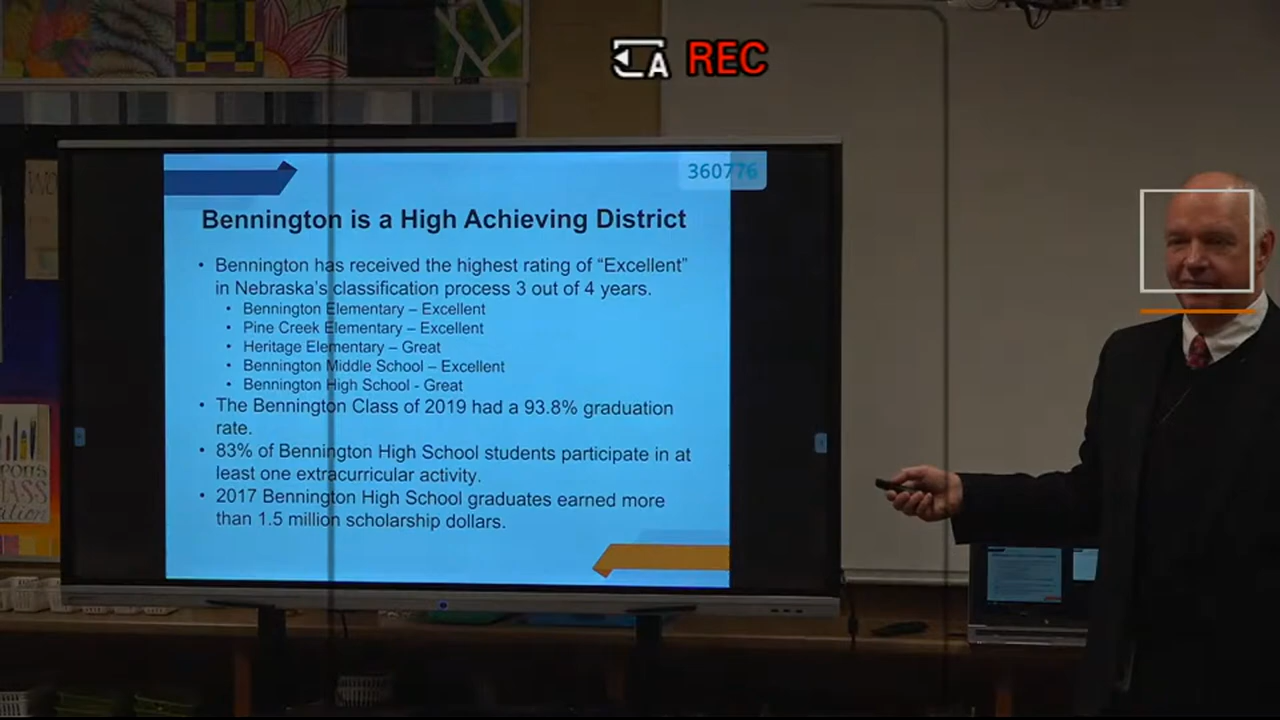 A REC
360776
Bennington is a High Achieving District
• Bennington has received the highest rating of “Excellent”
in Nebraska’s classification process 3 out of 4 years.
• Bennington Elementary – Excellent
• Pine Creek Elementary – Excellent
• Heritage Elementary – Great
• Bennington Middle School – Excellent
• Bennington High School - Great
• The Bennington Class of 2019 had a 93.8% graduation
rate.
• 83% of Bennington High School students participate in at
least one extracurricular activity.
• 2017 Bennington High School graduates earned more
than 1.5 million scholarship dollars.